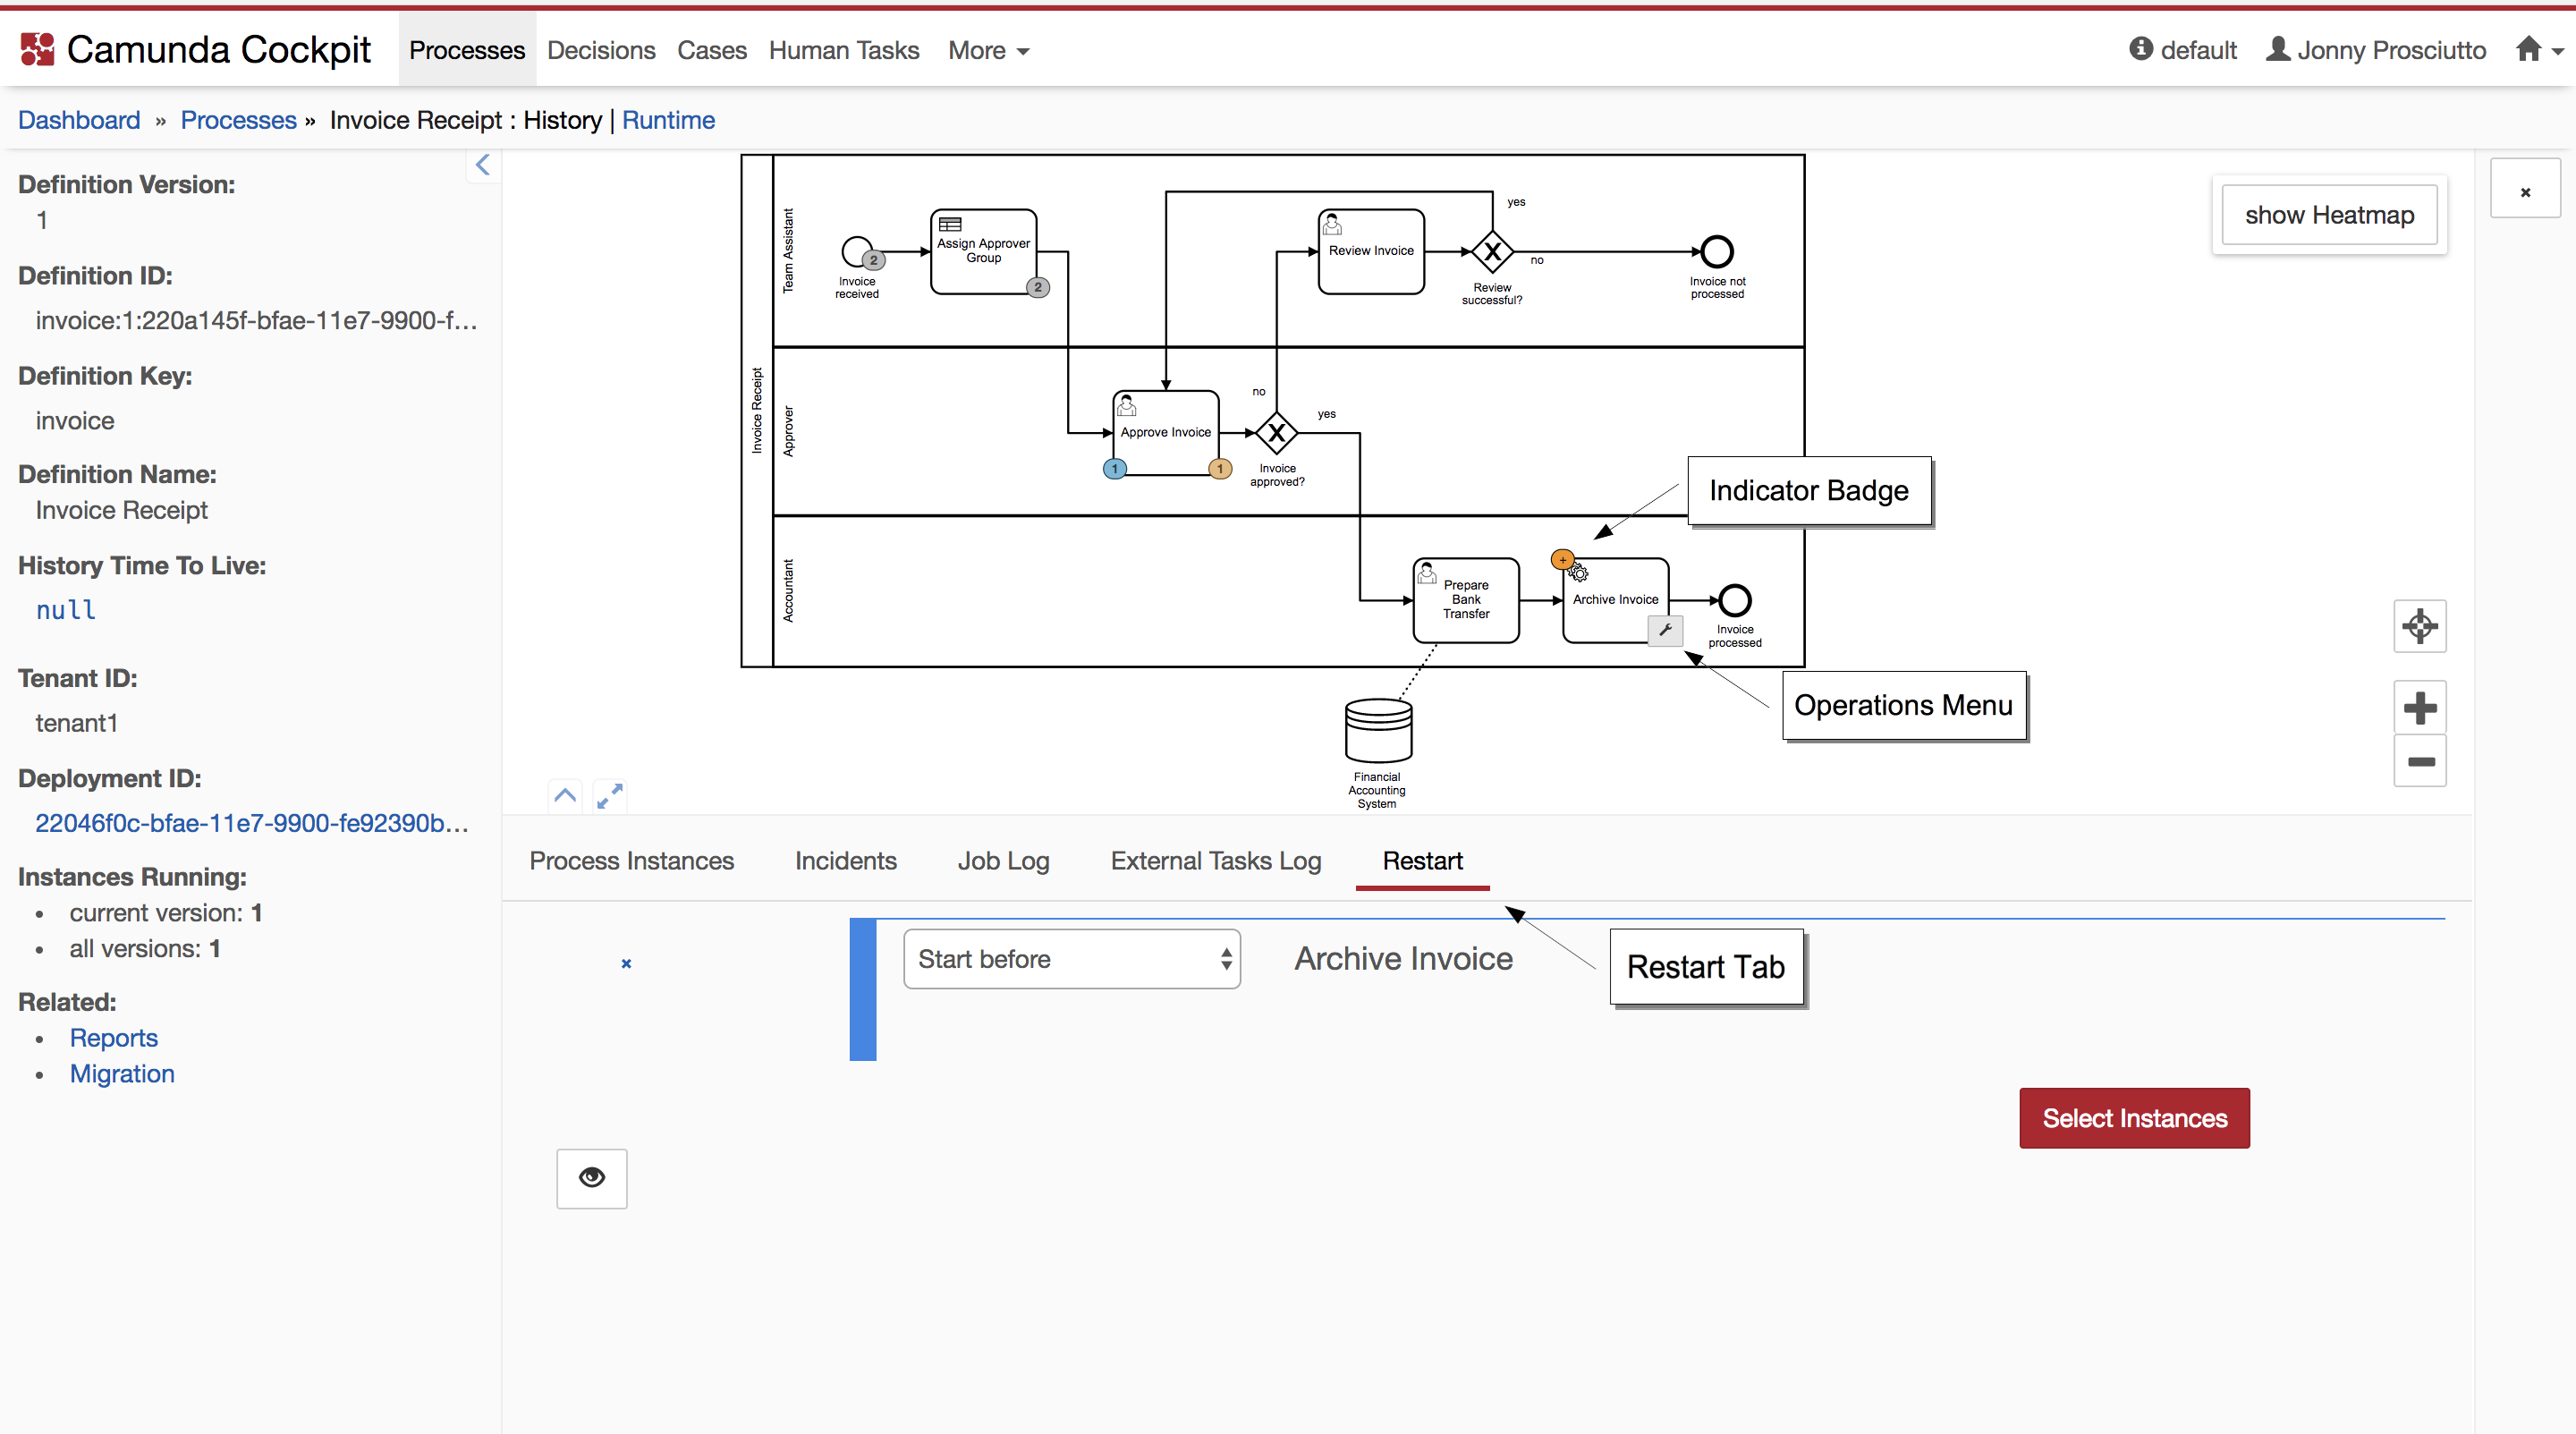 Camunda Cockpit Processes Decisions Cases Human Tasks More default Jonny Prosciutto
Dashboard » Processes » Invoice Receipt : History | Runtime
Definition Version:
1
Definition ID:
invoice:1:220a145f-bfae-11e7-9900-f...
Definition Key:
invoice
Definition Name:
Invoice Receipt
History Time To Live:
null
Tenant ID:
tenant1
Deployment ID:
22046f0c-bfae-11e7-9900-fe92390b...
Instances Running:
• current version: 1
• all versions: 1
Related:
• Reports
• Migration
Invoice Receipt
Team Assistant
Invoice
received
2
Assign Approver
Group
2
Review Invoice
yes
no
Review
successful?
Invoice not
processed
show Heatmap
Approver
Approve Invoice
1
1
no
yes
Invoice
approved?
Indicator Badge
Accountant
Prepare
Bank
Transfer
Archive Invoice
Invoice
processed
Operations Menu
Financial
Accounting
System
Process Instances Incidents Job Log External Tasks Log Restart
Start before Archive Invoice
Restart Tab
Select Instances